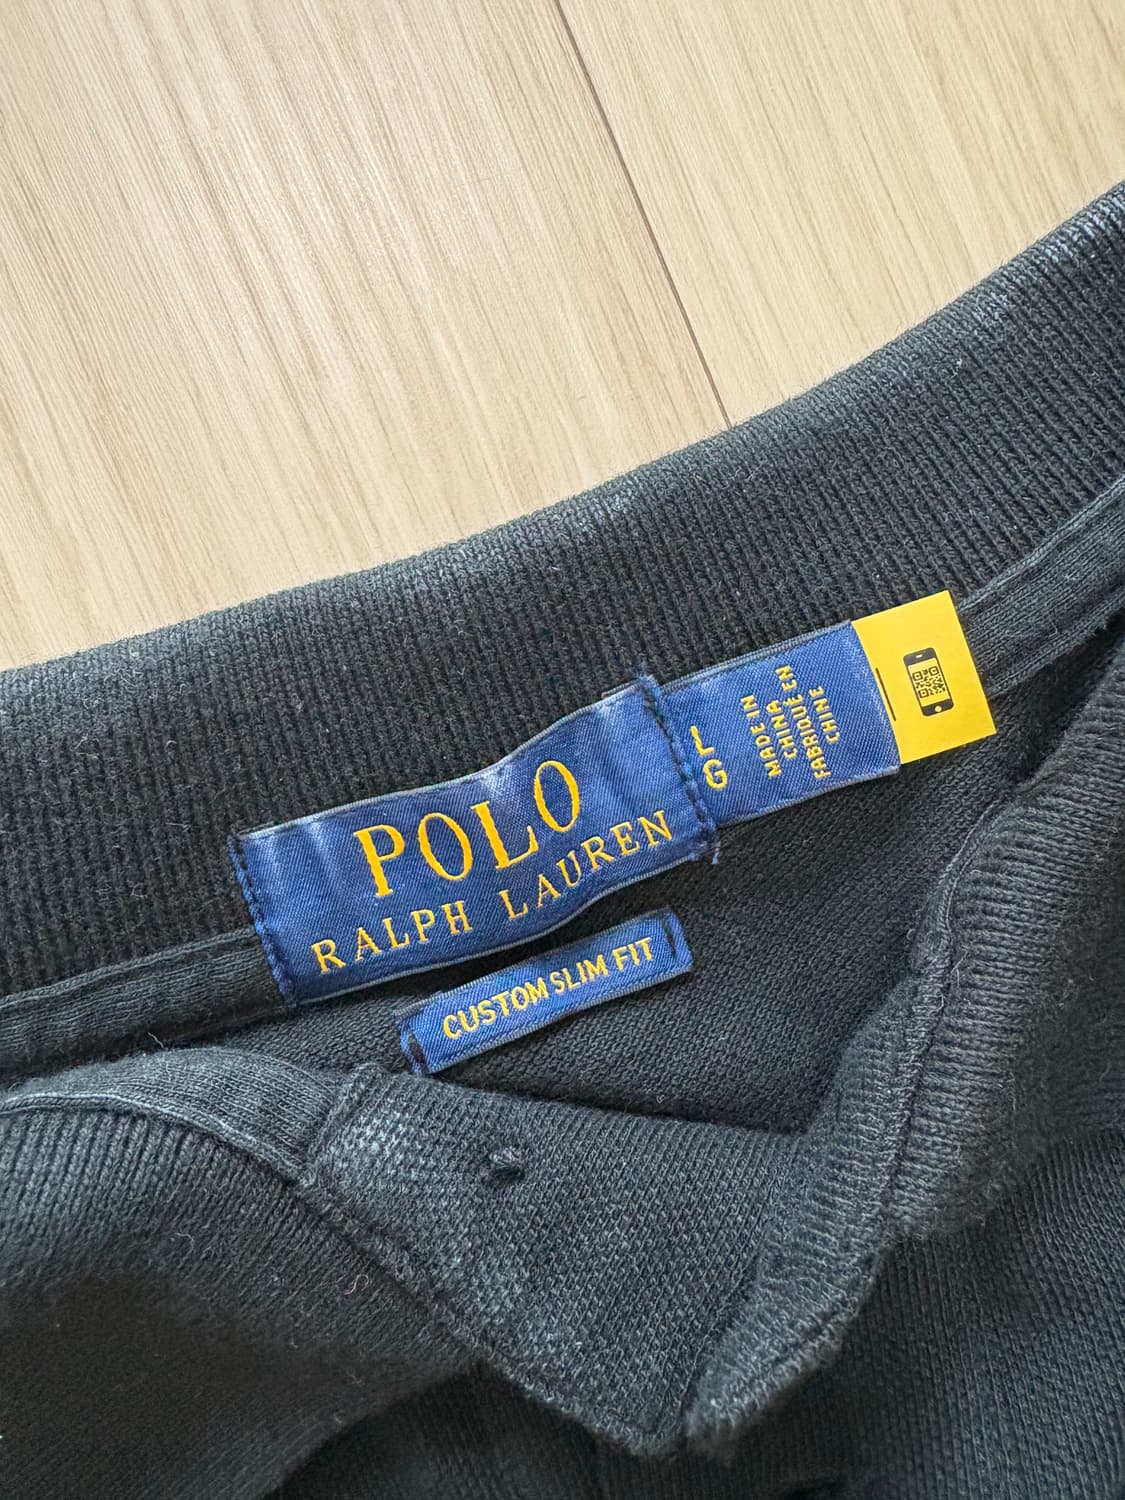 POLO
RALPH LAUREN
L
G
MADE IN
CHINA
FABRIQUÉ EN
CHINE
CUSTOM SLIM FIT